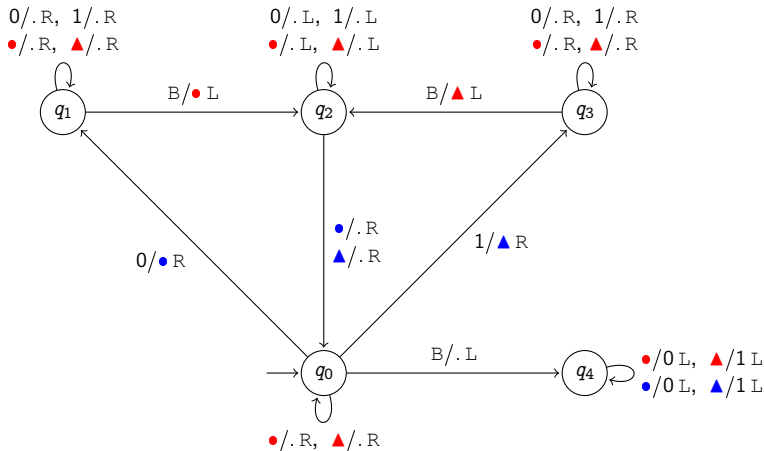 0/. R, 1/. R
●/. R, ▲/. R
0/. L, 1/. L
●/. L, ▲/. L
0/. R, 1/. R
●/. R, ▲/. R
B/● L
B/▲ L
q1
q2
q3
●/. R
▲/. R
0/● R
1/▲ R
B/. L
q0
q4
●/0 L, ▲/1 L
●/0 L, ▲/1 L
●/. R, ▲/. R